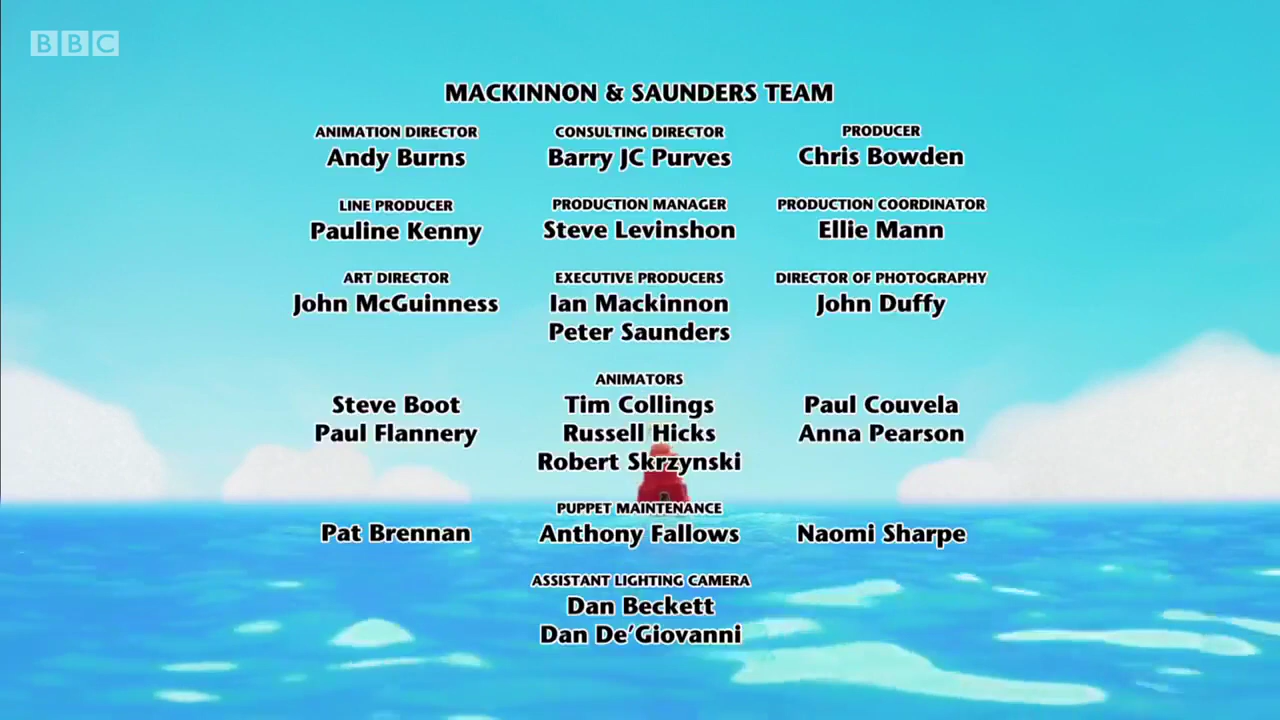 BBC
MACKINNON & SAUNDERS TEAM
ANIMATION DIRECTOR CONSULTING DIRECTOR PRODUCER
Andy Burns Barry JC Purves Chris Bowden
LINE PRODUCER PRODUCTION MANAGER PRODUCTION COORDINATOR
Pauline Kenny Steve Levinshon Ellie Mann
ART DIRECTOR EXECUTIVE PRODUCERS DIRECTOR OF PHOTOGRAPHY
John McGuinness Ian Mackinnon John Duffy
Peter Saunders
ANIMATORS
Steve Boot Tim Collings Paul Couvela
Paul Flannery Russell Hicks Anna Pearson
Robert Skrzynski
PUPPET MAINTENANCE
Pat Brennan Anthony Fallows Naomi Sharpe
ASSISTANT LIGHTING CAMERA
Dan Beckett
Dan De’Giovanni